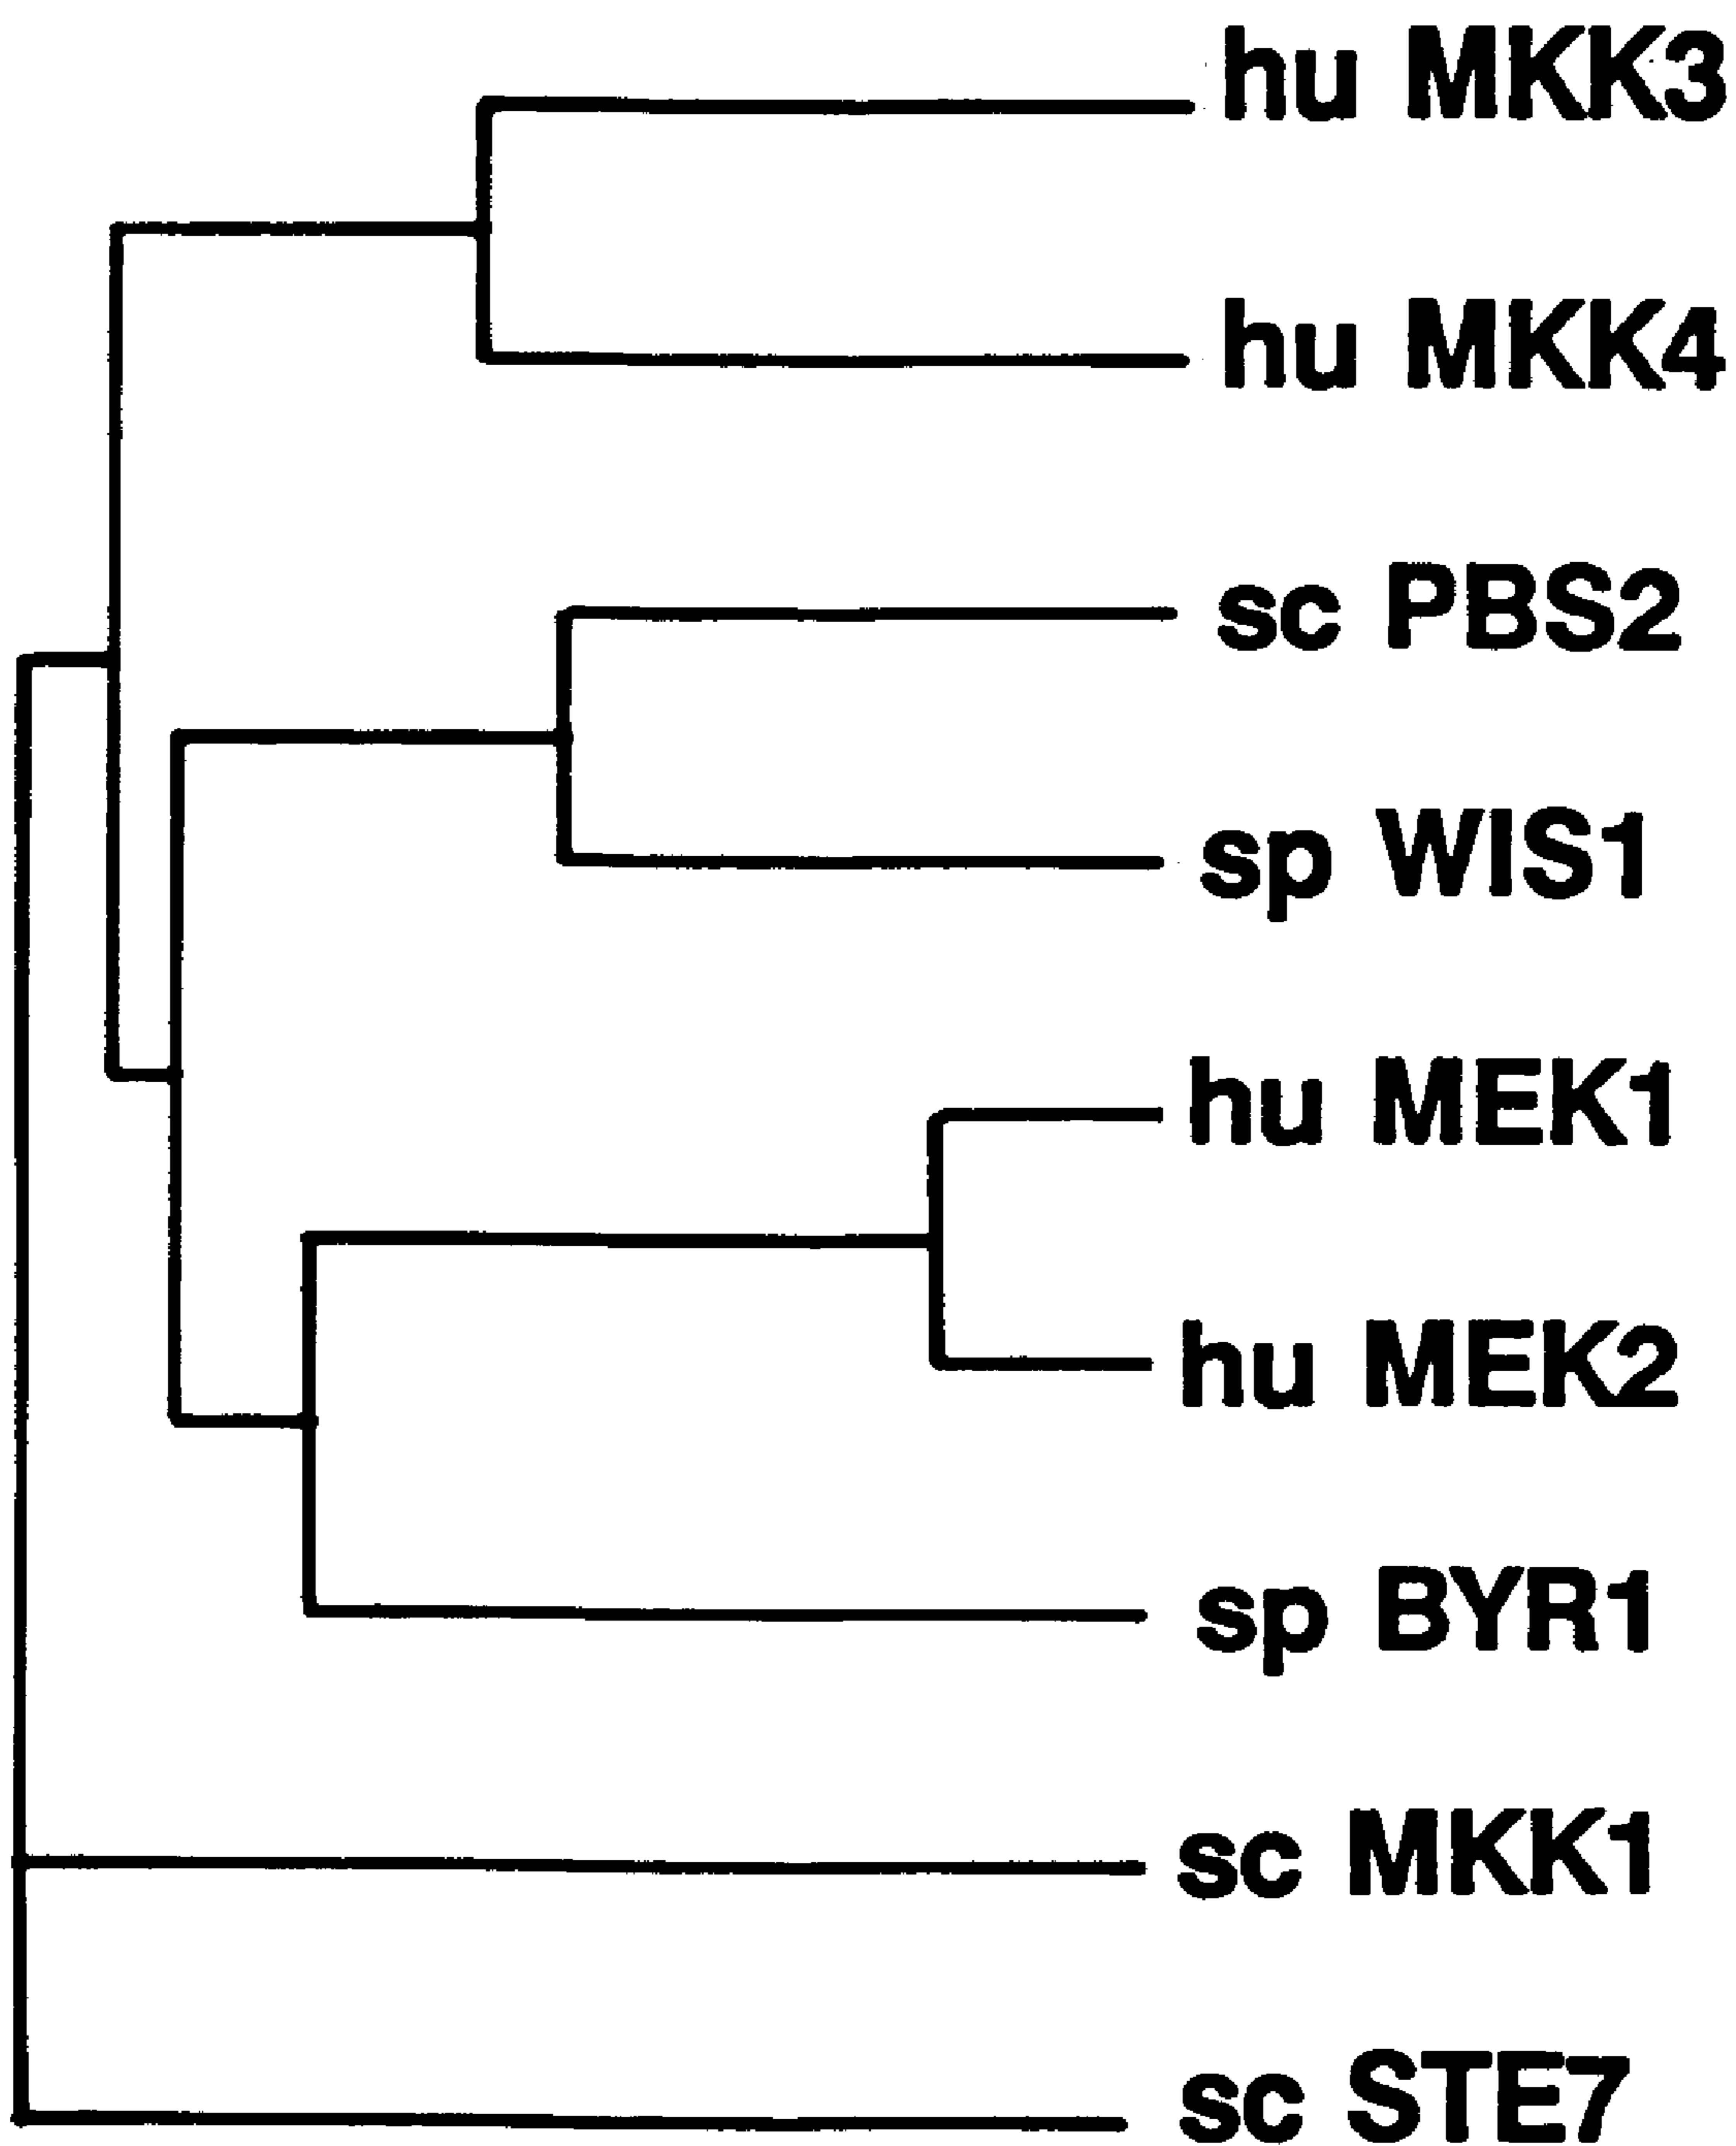 hu MKK3
hu MKK4
sc PBS2
sp WIS1
hu MEK1
hu MEK2
sp BYR1
sc MKK1
sc STE7